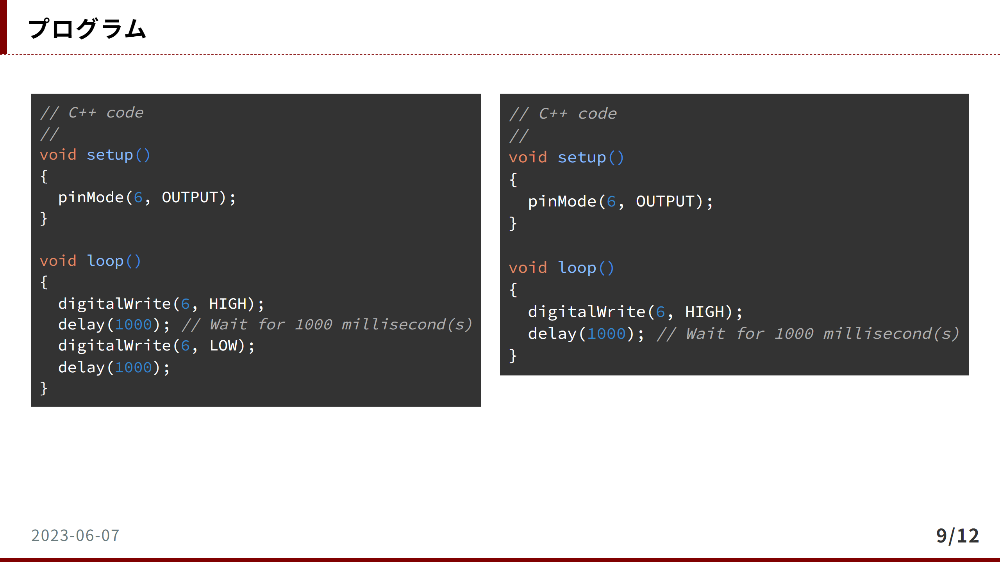 プログラム
// C++ code
//
void setup()
{
  pinMode(6, OUTPUT);
}

void loop()
{
  digitalWrite(6, HIGH);
  delay(1000); // Wait for 1000 millisecond(s)
  digitalWrite(6, LOW);
  delay(1000);
}
// C++ code
//
void setup()
{
  pinMode(6, OUTPUT);
}

void loop()
{
  digitalWrite(6, HIGH);
  delay(1000); // Wait for 1000 millisecond(s)
}
2023-06-07
9/12